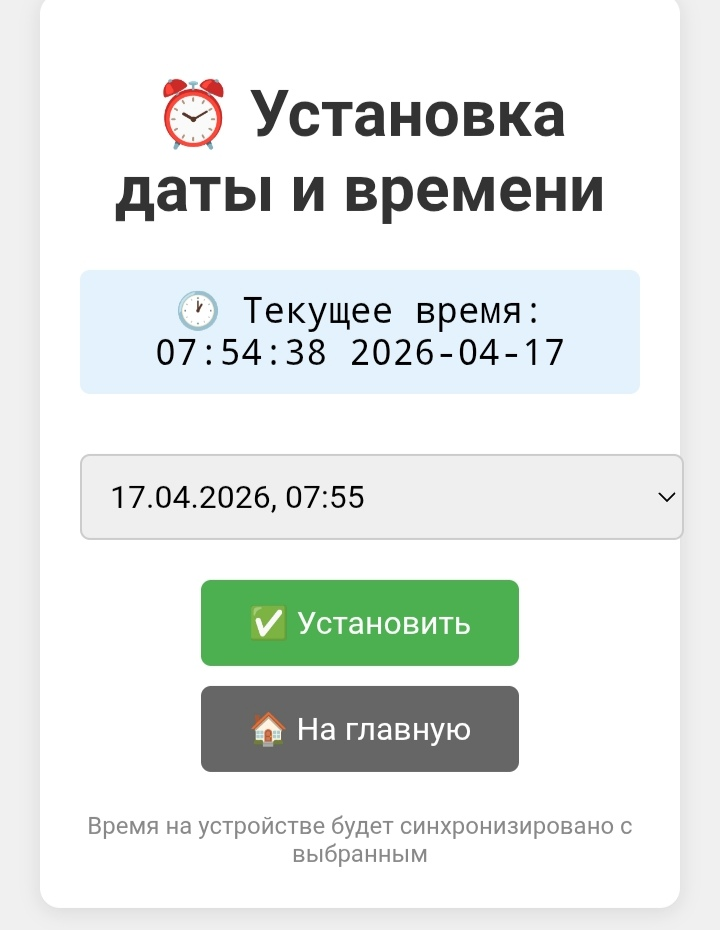 ⏰ Установка
даты и времени
🕐 Текущее время:
07:54:38 2026-04-17
17.04.2026, 07:55
✅ Установить
🏠 На главную
Время на устройстве будет синхронизировано с
выбранным